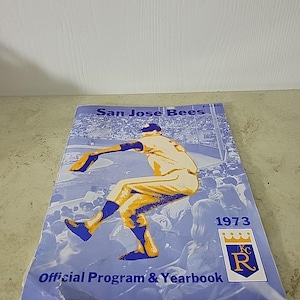 San Jose Bees
1973
KC
R
Official Program & Yearbook